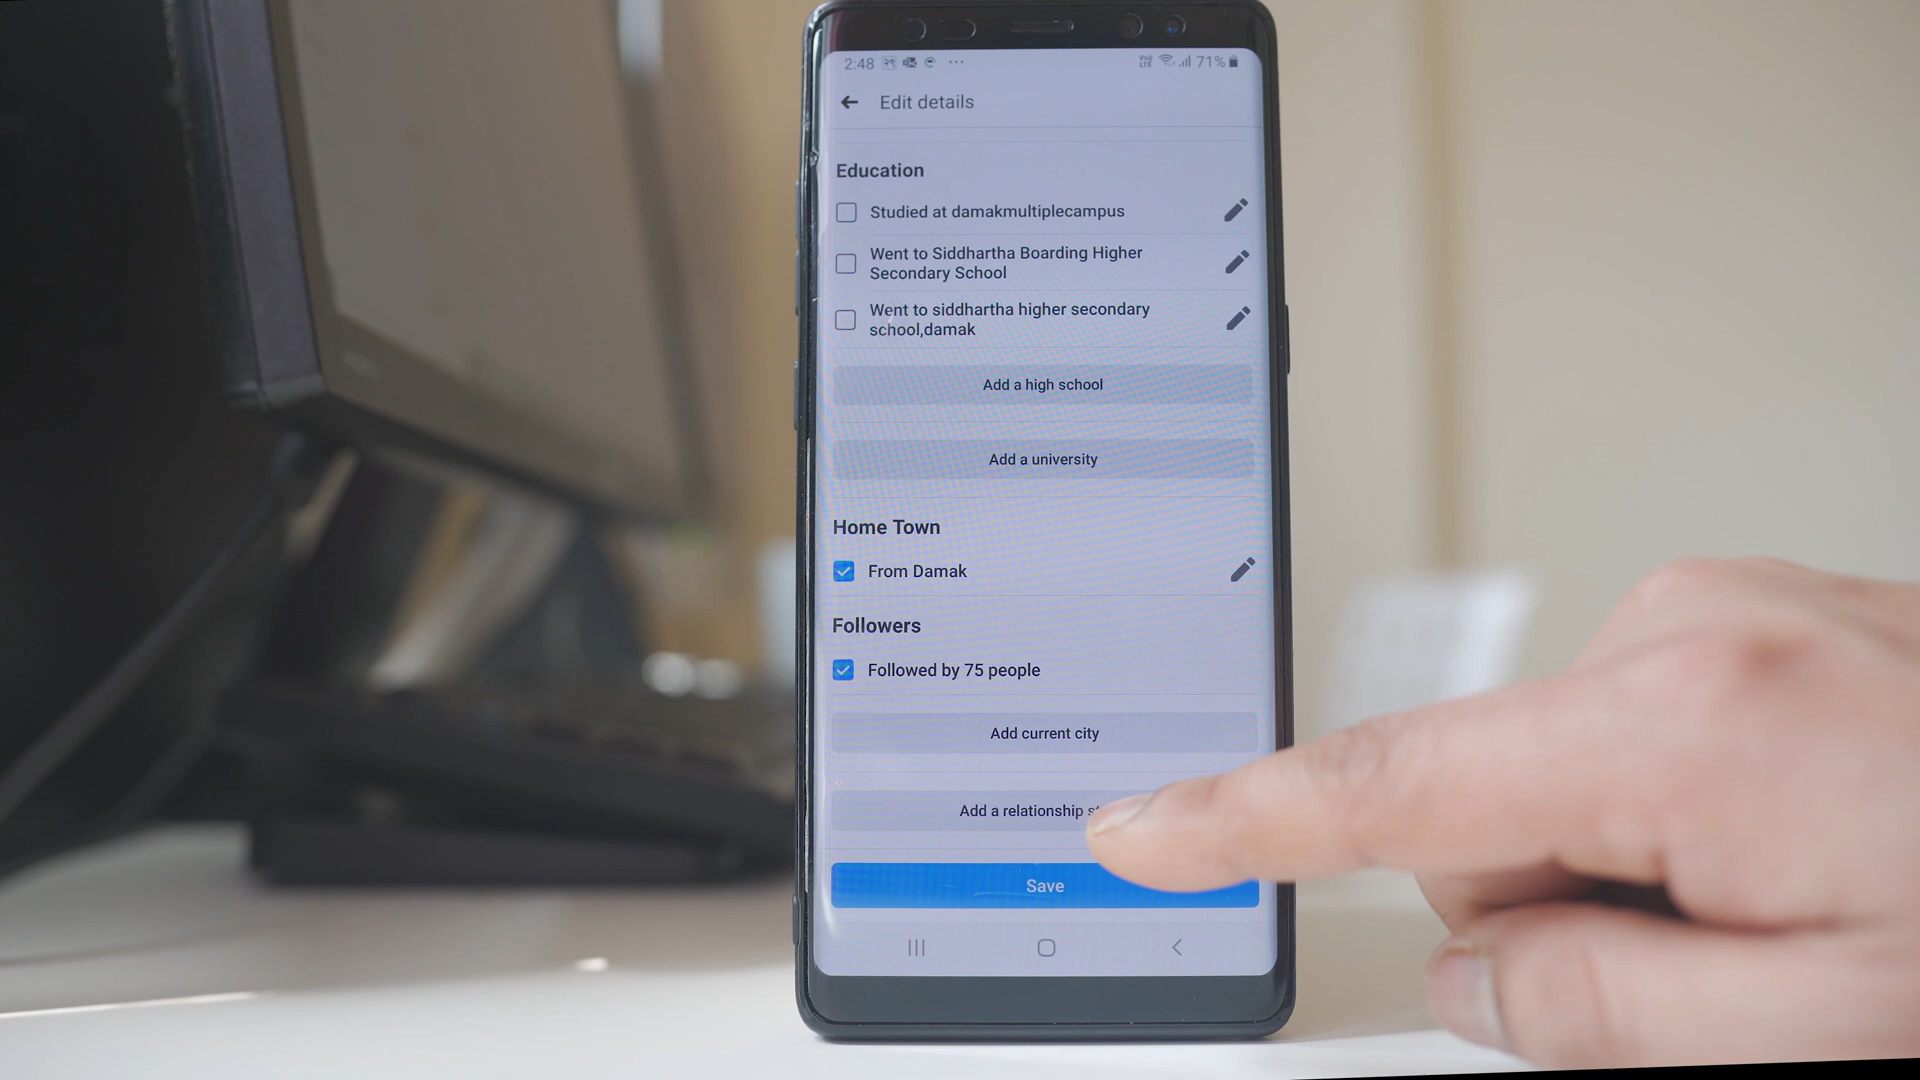 2:48
Vo)) LTE 71%
Edit details
Education
Studied at damakmultiplecampus
Went to Siddhartha Boarding Higher
Secondary School
Went to siddhartha higher secondary
school,damak
Add a high school
Add a university
Home Town
From Damak
Followers
Followed by 75 people
Add current city
Add a relationship
Save